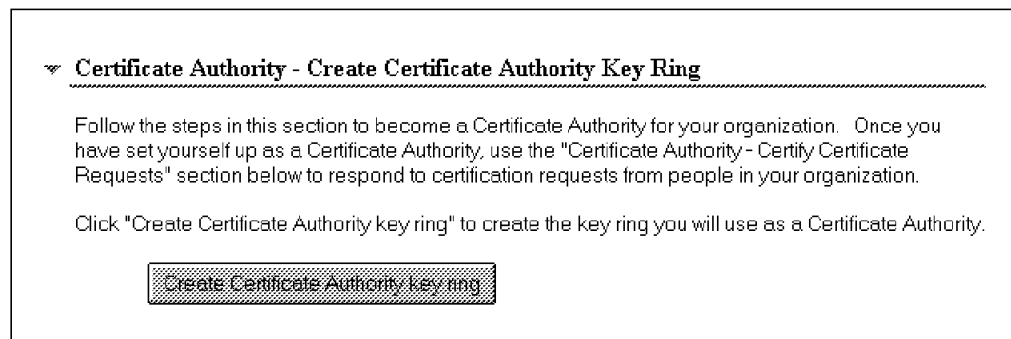 Certificate Authority - Create Certificate Authority Key Ring
Follow the steps in this section to become a Certificate Authority for your organization. Once you
have set yourself up as a Certificate Authority, use the "Certificate Authority - Certify Certificate
Requests" section below to respond to certification requests from people in your organization.
Click "Create Certificate Authority key ring" to create the key ring you will use as a Certificate Authority.
Create Certificate Authority key ring